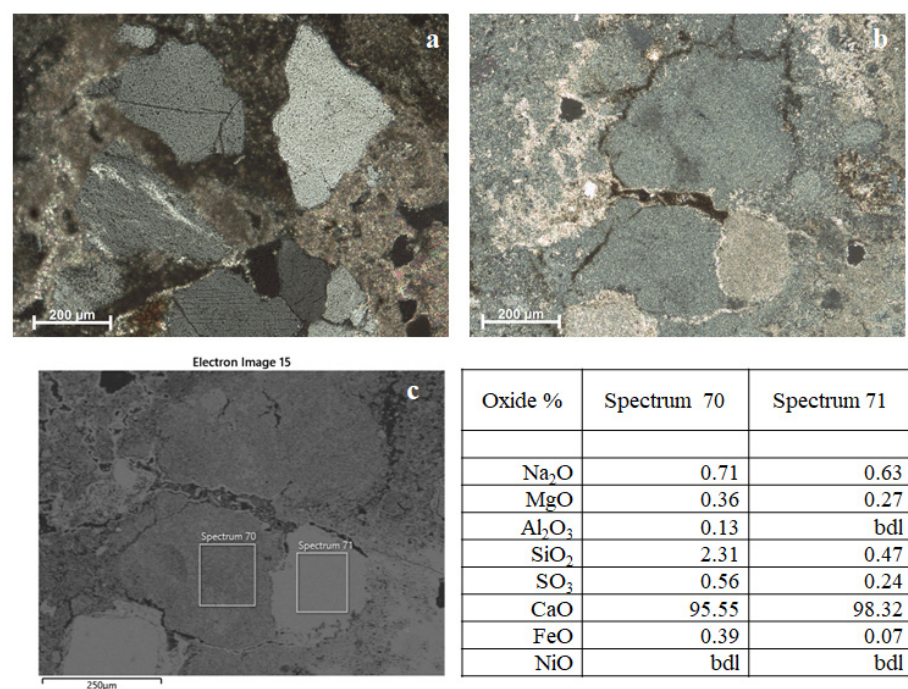 a
b
200 µm
200 µm
Electron Image 15
c
Spectrum 70
Spectrum 71
250µm
Oxide % Spectrum 70 Spectrum 71
Na₂O 0.71 0.63
MgO 0.36 0.27
Al₂O₃ 0.13 bdl
SiO₂ 2.31 0.47
SO₃ 0.56 0.24
CaO 95.55 98.32
FeO 0.39 0.07
NiO bdl bdl